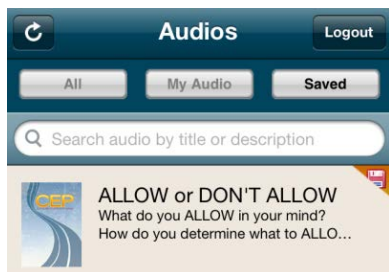 Audios
Logout
All
My Audio
Saved
Search audio by title or description
CEP
ALLOW or DON'T ALLOW
What do you ALLOW in your mind?
How do you determine what to ALLO...